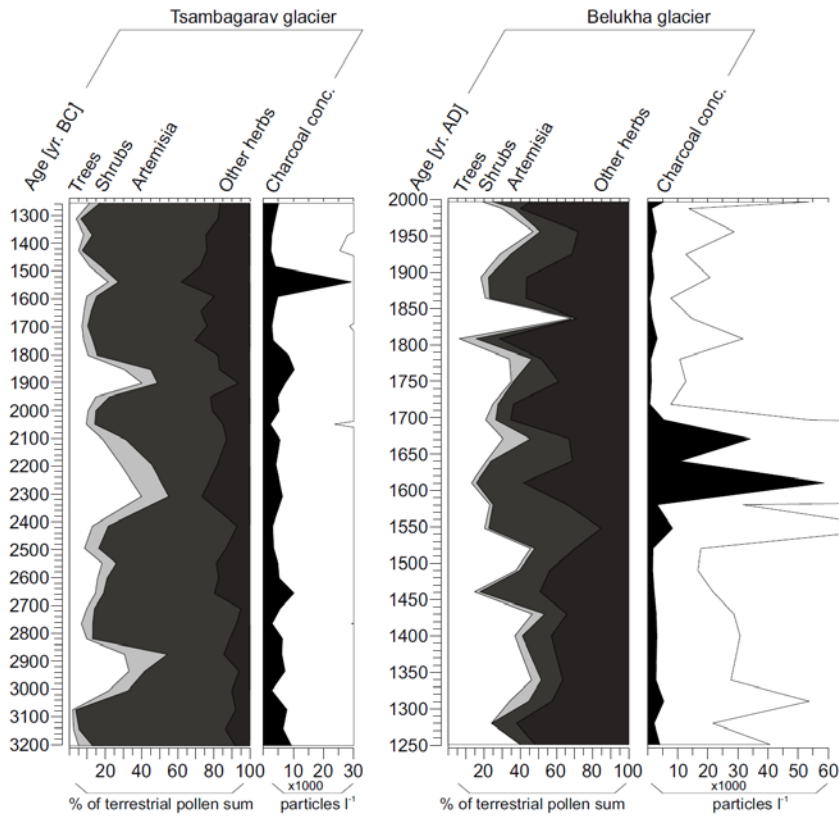 Tsambagarav glacier
Belukha glacier
Age [yr. BC]
Trees
Shrubs
Artemisia
Other herbs
Charcoal conc.
Age [yr. AD]
Trees
Shrubs
Artemisia
Other herbs
Charcoal conc.
1300
1400
1500
1600
1700
1800
1900
2000
2100
2200
2300
2400
2500
2600
2700
2800
2900
3000
3100
3200
2000
1950
1900
1850
1800
1750
1700
1650
1600
1550
1500
1450
1400
1350
1300
1250
20 40 60 80 100
10 20 30
x1000
20 40 60 80 100
10 20 30 40 50 60
x1000
% of terrestrial pollen sum
particles l⁻¹
% of terrestrial pollen sum
particles l⁻¹